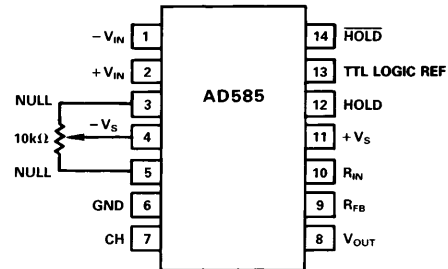 −VIN 1
+VIN 2
NULL 3
10kΩ −VS 4
NULL 5
GND 6
CH 7
AD585
14 HOLD
13 TTL LOGIC REF
12 HOLD
11 +VS
10 RIN
9 RFB
8 VOUT